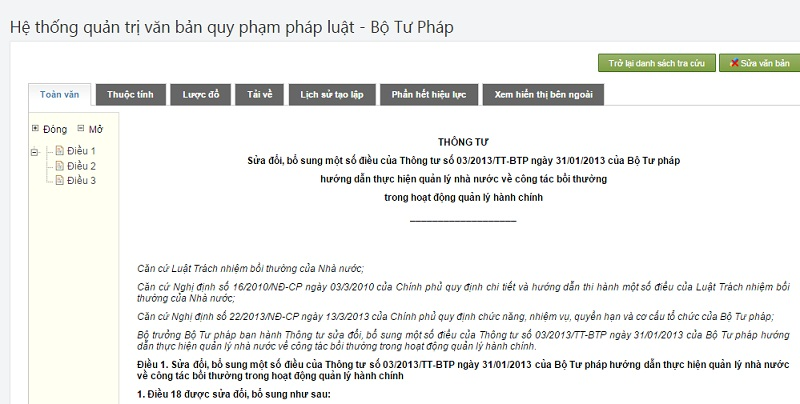 Hệ thống quản trị văn bản quy phạm pháp luật - Bộ Tư Pháp
Trở lại danh sách tra cứu
Sửa văn bản
Toàn văn
Thuộc tính
Lược đồ
Tải về
Lịch sử tạo lập
Phần hết hiệu lực
Xem hiển thị bên ngoài
Đóng
Mở
Điều 1
Điều 2
Điều 3
THÔNG TƯ
Sửa đổi, bổ sung một số điều của Thông tư số 03/2013/TT-BTP ngày 31/01/2013 của Bộ Tư pháp
hướng dẫn thực hiện quản lý nhà nước về công tác bồi thường
trong hoạt động quản lý hành chính
Căn cứ Luật Trách nhiệm bồi thường của Nhà nước;
Căn cứ Nghị định số 16/2010/NĐ-CP ngày 03/3/2010 của Chính phủ quy định chi tiết và hướng dẫn thi hành một số điều của Luật Trách nhiệm bồi
thường của Nhà nước;
Căn cứ Nghị định số 22/2013/NĐ-CP ngày 13/3/2013 của Chính phủ quy định chức năng, nhiệm vụ, quyền hạn và cơ cấu tổ chức của Bộ Tư pháp;
Bộ trưởng Bộ Tư pháp ban hành Thông tư sửa đổi, bổ sung một số điều của Thông tư số 03/2013/TT-BTP ngày 31/01/2013 của Bộ Tư pháp hướng
dẫn thực hiện quản lý nhà nước về công tác bồi thường trong hoạt động quản lý hành chính.
Điều 1. Sửa đổi, bổ sung một số điều của Thông tư số 03/2013/TT-BTP ngày 31/01/2013 của Bộ Tư pháp hướng dẫn thực hiện quản lý nhà nước
về công tác bồi thường trong hoạt động quản lý hành chính
1. Điều 18 được sửa đổi, bổ sung như sau: